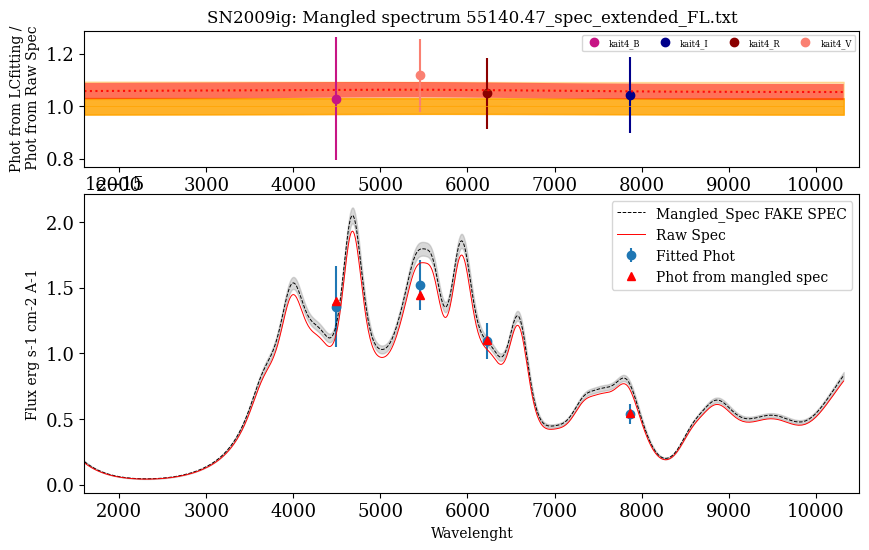 SN2009ig: Mangled spectrum 55140.47_spec_extended_FL.txt
Phot from LCfitting /
Phot from Raw Spec
1.2
1.0
0.8
kait4_B
kait4_I
kait4_R
kait4_V
2000 3000 4000 5000 6000 7000 8000 9000 10000
1e−15
Flux erg s-1 cm-2 A-1
2.0
1.5
1.0
0.5
0.0
Mangled_Spec FAKE SPEC
Raw Spec
Fitted Phot
Phot from mangled spec
2000 3000 4000 5000 6000 7000 8000 9000 10000
Wavelenght